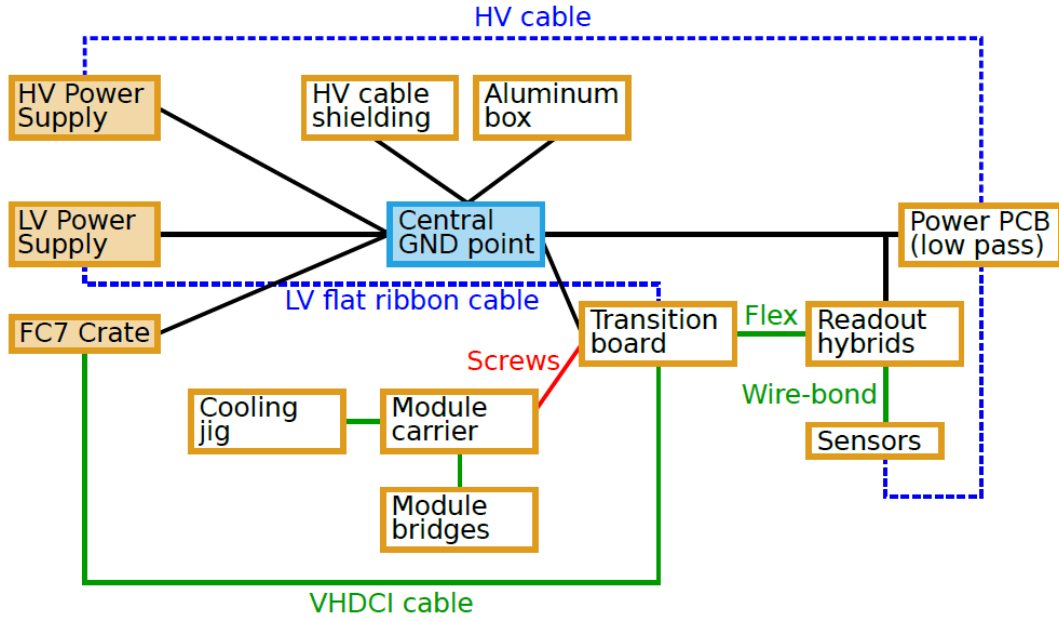 HV cable
HV Power
Supply
HV cable
shielding
Aluminum
box
LV Power
Supply
Central
GND point
Power PCB
(low pass)
LV flat ribbon cable
FC7 Crate
Transition
board
Flex
Readout
hybrids
Screws
Wire-bond
Cooling
jig
Module
carrier
Sensors
Module
bridges
VHDCI cable